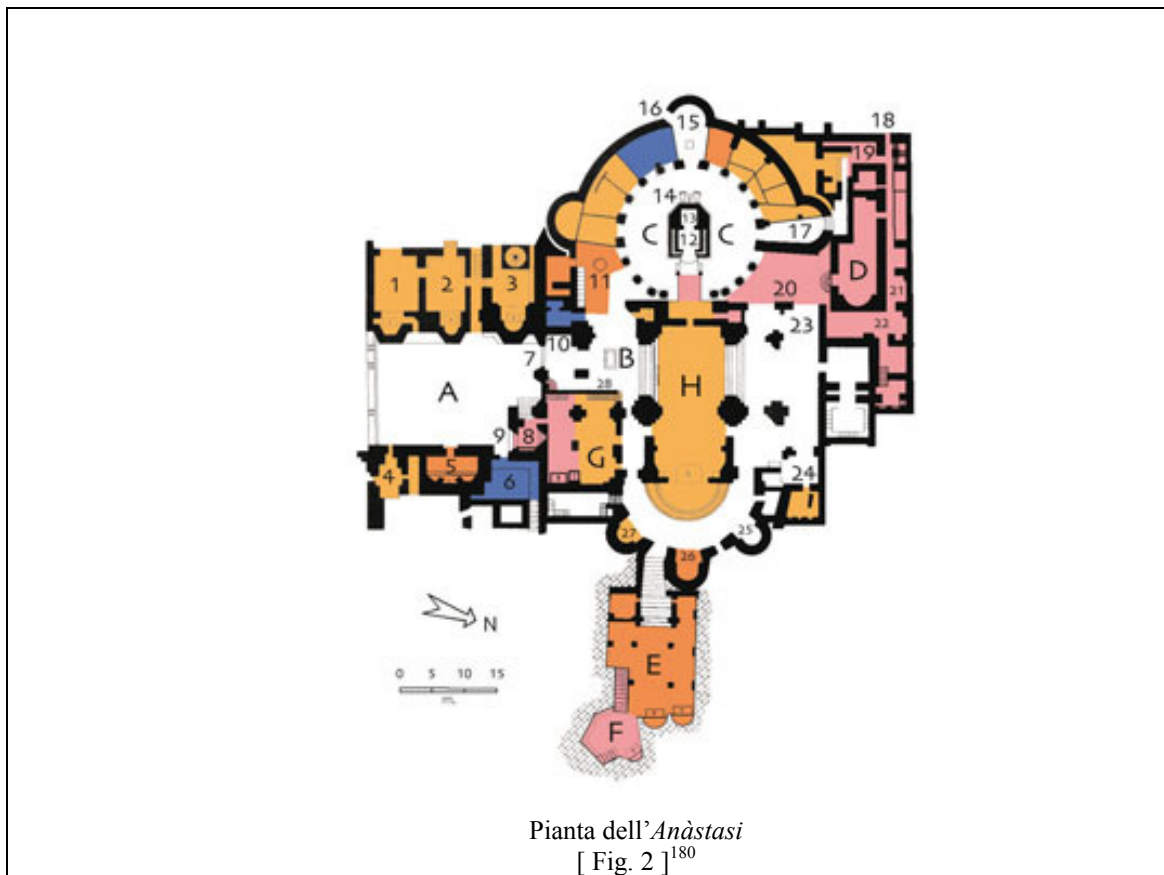 16 15 18
19
14
13
C 12 C 17
D
11 20 21
1 2 3
23 22
10
7 B
A 28 H
9 8 G
5 24
4 6
27 26 25
N
E
0 5 10 15
m.
F
Pianta dell’Anàstasi
[ Fig. 2 ]180